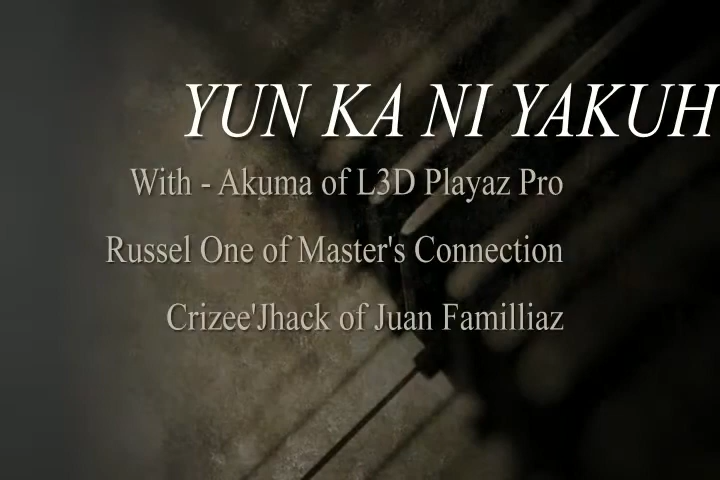 YUN KA NI YAKUH
With - Akuma of L3D Playaz Pro
Russel One of Master's Connection
Crizee'Jhack of Juan Familliaz